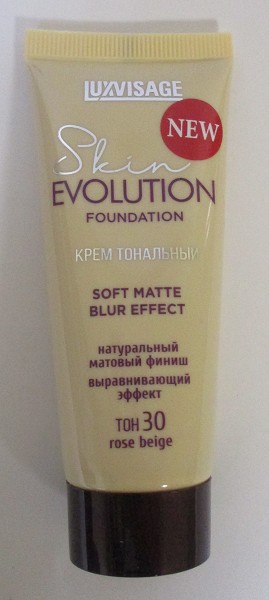 LUXVISAGE
NEW
Skin
EVOLUTION
FOUNDATION
КРЕМ ТОНАЛЬНЫЙ
SOFT MATTE
BLUR EFFECT
натуральный
матовый финиш
выравнивающий
эффект
ТОН 30
rose beige